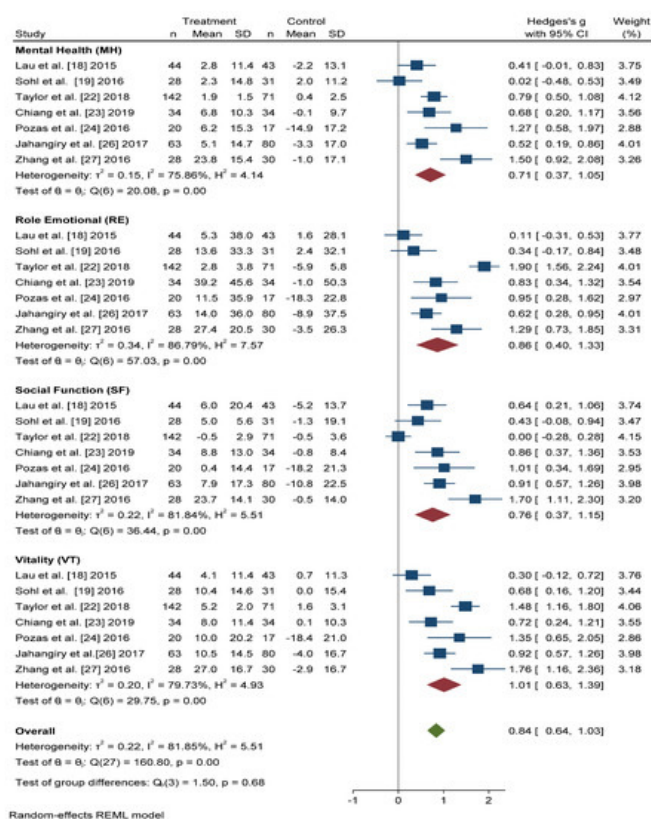 Treatment Control Hedges's g Weight
Study n Mean SD n Mean SD with 95% CI (%)
Mental Health (MH)
Lau et al. [18] 2015 44 2.8 11.4 43 -2.2 13.1 0.41 [ -0.01, 0.83] 3.75
Sohl et al. [19] 2016 28 2.3 14.8 31 2.0 11.2 0.02 [ -0.48, 0.53] 3.49
Taylor et al. [22] 2018 142 1.9 1.5 71 0.4 2.5 0.79 [ 0.50, 1.08] 4.12
Chiang et al. [23] 2019 34 6.8 10.3 34 -0.1 9.7 0.68 [ 0.20, 1.17] 3.56
Pozas et al. [24] 2016 20 6.2 15.3 17 -14.9 17.2 1.27 [ 0.58, 1.97] 2.88
Jahangiry et al. [26] 2017 63 5.1 14.7 80 -3.3 17.0 0.52 [ 0.19, 0.86] 4.01
Zhang et al. [27] 2016 28 23.8 15.4 30 -1.0 17.1 1.50 [ 0.92, 2.08] 3.26
Heterogeneity: τ² = 0.15, I² = 75.86%, H² = 4.14 0.71 [ 0.37, 1.05]
Test of θᵢ = θⱼ: Q(6) = 20.08, p = 0.00
Role Emotional (RE)
Lau et al. [18] 2015 44 5.3 38.0 43 1.6 28.1 0.11 [ -0.31, 0.53] 3.77
Sohl et al. [19] 2016 28 13.6 33.3 31 2.4 32.1 0.34 [ -0.17, 0.84] 3.48
Taylor et al. [22] 2018 142 2.8 3.8 71 -5.9 5.8 1.90 [ 1.56, 2.24] 4.01
Chiang et al. [23] 2019 34 39.2 45.6 34 -1.0 50.3 0.83 [ 0.34, 1.32] 3.54
Pozas et al. [24] 2016 20 11.5 35.9 17 -18.3 22.8 0.95 [ 0.28, 1.62] 2.97
Jahangiry et al. [26] 2017 63 14.0 36.0 80 -8.9 37.5 0.62 [ 0.28, 0.95] 4.01
Zhang et al. [27] 2016 28 27.4 20.5 30 -3.5 26.3 1.29 [ 0.73, 1.85] 3.31
Heterogeneity: τ² = 0.34, I² = 86.79%, H² = 7.57 0.86 [ 0.40, 1.33]
Test of θᵢ = θⱼ: Q(6) = 57.03, p = 0.00
Social Function (SF)
Lau et al. [18] 2015 44 6.0 20.4 43 -5.2 13.7 0.64 [ 0.21, 1.06] 3.74
Sohl et al. [19] 2016 28 5.0 5.6 31 -1.3 19.1 0.43 [ -0.08, 0.94] 3.47
Taylor et al. [22] 2018 142 -0.5 2.9 71 -0.5 3.6 0.00 [ -0.28, 0.28] 4.15
Chiang et al. [23] 2019 34 8.8 13.0 34 -0.8 8.4 0.86 [ 0.37, 1.36] 3.53
Pozas et al. [24] 2016 20 0.4 14.4 17 -18.2 21.3 1.01 [ 0.34, 1.69] 2.95
Jahangiry et al. [26] 2017 63 7.9 17.3 80 -10.8 22.5 0.91 [ 0.57, 1.26] 3.98
Zhang et al. [27] 2016 28 23.7 14.1 30 -0.5 14.0 1.70 [ 1.11, 2.30] 3.20
Heterogeneity: τ² = 0.22, I² = 81.84%, H² = 5.51 0.76 [ 0.37, 1.15]
Test of θᵢ = θⱼ: Q(6) = 36.44, p = 0.00
Vitality (VT)
Lau et al. [18] 2015 44 4.1 11.4 43 0.7 11.3 0.30 [ -0.12, 0.72] 3.76
Sohl et al. [19] 2016 28 10.4 14.6 31 0.0 15.4 0.68 [ 0.16, 1.20] 3.44
Taylor et al. [22] 2018 142 5.2 2.0 71 1.6 3.1 1.48 [ 1.16, 1.80] 4.06
Chiang et al. [23] 2019 34 8.0 11.4 34 0.1 10.3 0.72 [ 0.24, 1.21] 3.55
Pozas et al. [24] 2016 20 10.0 20.2 17 -18.4 21.0 1.35 [ 0.65, 2.05] 2.86
Jahangiry et al.[26] 2017 63 10.5 14.5 80 -4.0 16.7 0.92 [ 0.57, 1.26] 3.98
Zhang et al. [27] 2016 28 27.0 16.7 30 -2.9 16.7 1.76 [ 1.16, 2.36] 3.18
Heterogeneity: τ² = 0.20, I² = 79.73%, H² = 4.93 1.01 [ 0.63, 1.39]
Test of θᵢ = θⱼ: Q(6) = 29.75, p = 0.00
Overall 0.84 [ 0.64, 1.03]
Heterogeneity: τ² = 0.22, I² = 81.85%, H² = 5.51
Test of θᵢ = θⱼ: Q(27) = 160.80, p = 0.00
Test of group differences: Q(3) = 1.50, p = 0.68
-1 0 1 2
Random-effects REML model